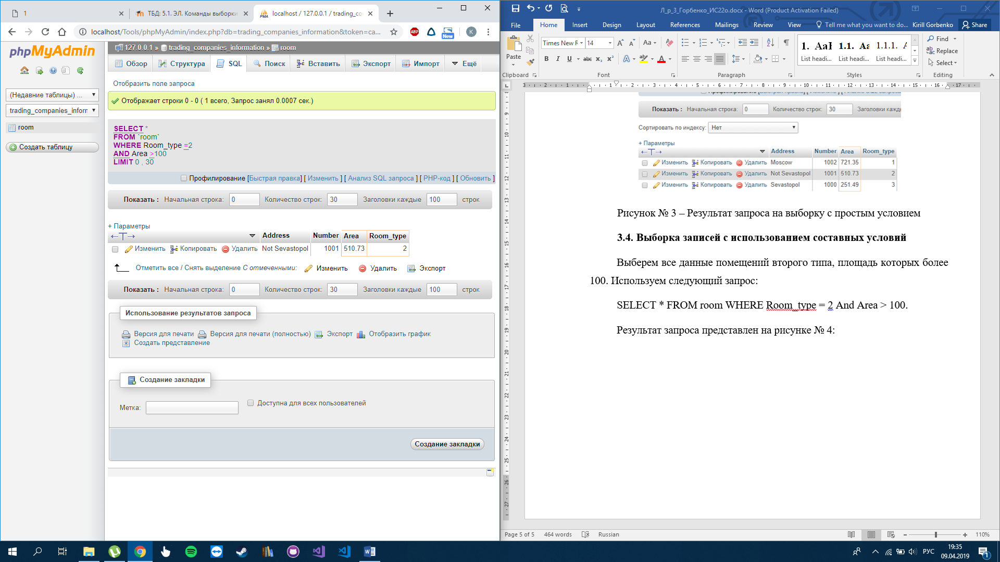 1
ТБД: 5.1. ЭЛ. Команды выборки
localhost / 127.0.0.1 / trading_co
localhost/Tools/phpMyAdmin/index.php?db=trading_companies_information&token=ca...
ABP
New
K
phpMyAdmin
(Недавние таблицы) ...
trading_companies_inforr
room
Создать таблицу
127.0.0.1 » trading_companies_information » room
Обзор
Структура
SQL
Поиск
Вставить
Экспорт
Импорт
Ещё
Отобразить поле запроса
Отображает строки 0 - 0 ( 1 всего, Запрос занял 0.0007 сек.)
SELECT *
FROM `room`
WHERE Room_type =2
AND Area >100
LIMIT 0 , 30
Профилирование [Быстрая правка] [ Изменить ] [ Анализ SQL запроса ] [ PHP-код ] [ Обновить ]
Показать : Начальная строка: 0 Количество строк: 30 Заголовки каждые 100 строк
+ Параметры
←T→ Address Number Area Room_type
Изменить Копировать Удалить Not Sevastopol 1001 510.73 2
Отметить все / Снять выделение С отмеченными: Изменить Удалить Экспорт
Показать : Начальная строка: 0 Количество строк: 30 Заголовки каждые 100 строк
Использование результатов запроса
Версия для печати Версия для печати (полностью) Экспорт Отобразить график
Создать представление
Создание закладки
Метка: Доступна для всех пользователей
Создание закладки
Л_р_3_Горбенко_ИС22о.docx - Word (Product Activation Failed)
File Home Insert Design Layout References Mailings Review View Tell me what you want to do... Kirill Gorbenko Share
Paste
Times New F 14
Clipboard Font Paragraph Styles Editing
1. AaI 1.1. Aa 1.1.1. A
List headi... List headi... List headi...
Find
Replace
Select
Показать : Начальная строка: 0 Количество строк: 30 Заголовки кажд
Сортировать по индексу: Нет
+ Параметры
←T→ Address Number Area Room_type
Изменить Копировать Удалить Moscow 1002 721.35 1
Изменить Копировать Удалить Not Sevastopol 1001 510.73 2
Изменить Копировать Удалить Sevastopol 1000 251.49 3
Рисунок № 3 – Результат запроса на выборку с простым условием
3.4. Выборка записей с использованием составных условий
Выберем все данные помещений второго типа, площадь которых более
100. Используем следующий запрос:
SELECT * FROM room WHERE Room_type = 2 And Area > 100.
Результат запроса представлен на рисунке № 4:
Page 5 of 5 464 words Russian 110%
РУС
19:35
09.04.2019
1